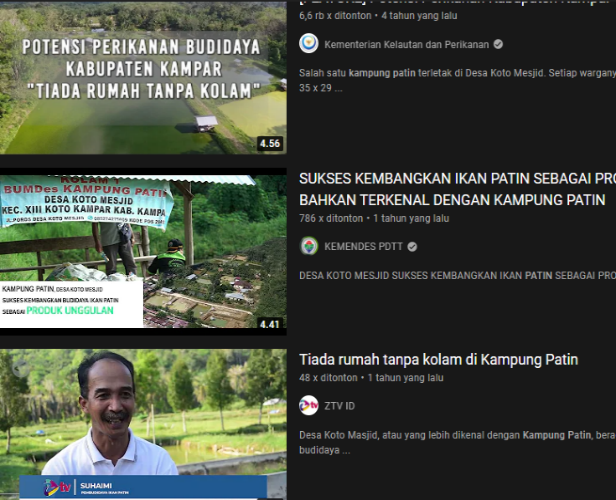 POTENSI PERIKANAN BUDIDAYA
KABUPATEN KAMPAR
"TIADA RUMAH TANPA KOLAM"
4.56
6,6 rb x ditonton • 4 tahun yang lalu
Kementerian Kelautan dan Perikanan
Salah satu kampung patin terletak di Desa Koto Mesjid. Setiap wargany
35 x 29 ...
KOLAM 1
BUMDes KAMPUNG PATIN
DESA KOTO MESJID
KEC. XIII KOTO KAMPAR KAB. KAMPA
KAMPUNG PATIN, DESA KOTO MESJID
SUKSES KEMBANGKAN BUDIDAYA IKAN PATIN
SEBAGAI PRODUK UNGGULAN
4.41
SUKSES KEMBANGKAN IKAN PATIN SEBAGAI PRO
BAHKAN TERKENAL DENGAN KAMPUNG PATIN
786 x ditonton • 1 tahun yang lalu
KEMENDES PDTT
DESA KOTO MESJID SUKSES KEMBANGKAN IKAN PATIN SEBAGAI PRO
tv
SUHAIMI
PEMBUDIDAYA IKAN PATIN
Tiada rumah tanpa kolam di Kampung Patin
48 x ditonton • 1 tahun yang lalu
ZTV ID
Desa Koto Masjid, atau yang lebih dikenal dengan Kampung Patin, bera
budidaya ...